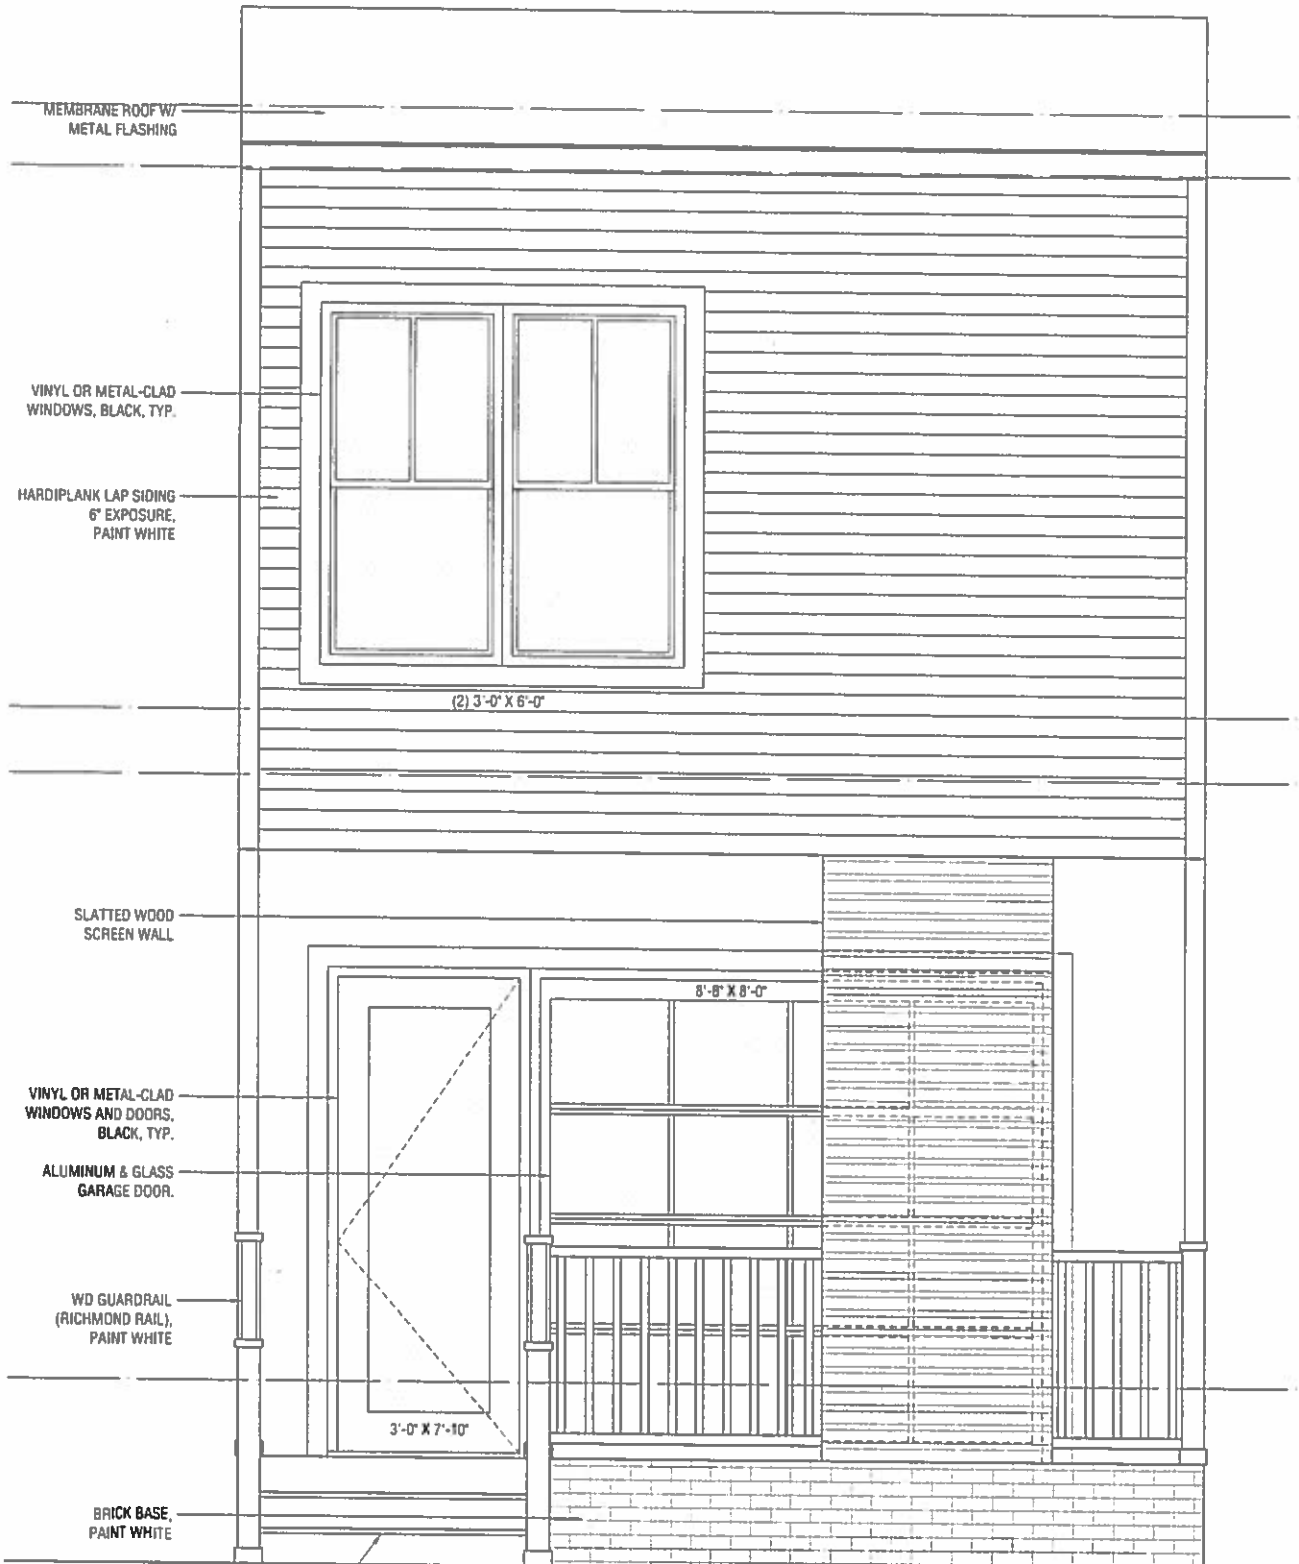 MEMBRANE ROOF W/
METAL FLASHING
VINYL OR METAL-CLAD
WINDOWS, BLACK, TYP.
HARDIPLANK LAP SIDING
6" EXPOSURE,
PAINT WHITE
(2) 3'-0" X 6'-0"
SLATTED WOOD
SCREEN WALL
8'-8" X 8'-0"
VINYL OR METAL-CLAD
WINDOWS AND DOORS,
BLACK, TYP.
ALUMINUM & GLASS
GARAGE DOOR.
WD GUARDRAIL
(RICHMOND RAIL),
PAINT WHITE
3'-0" X 7'-10"
BRICK BASE,
PAINT WHITE